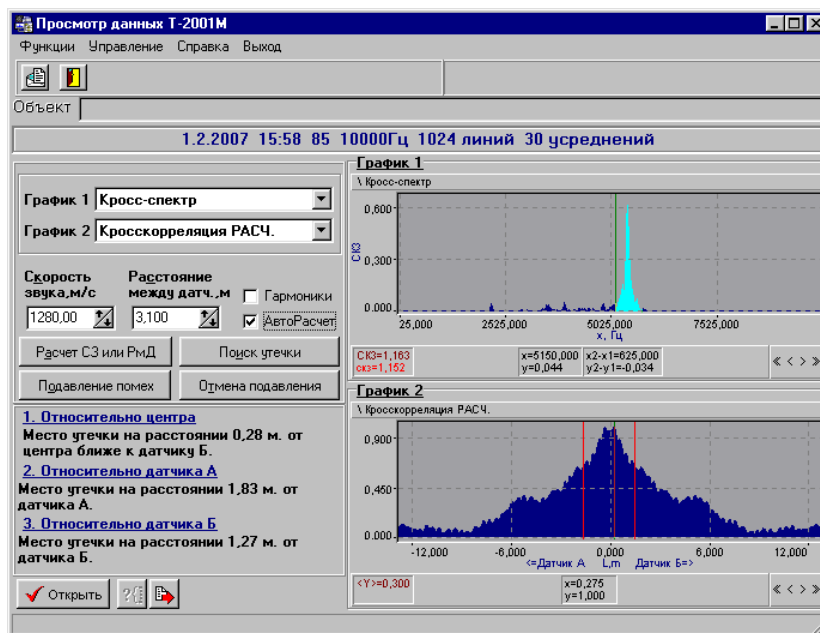 Просмотр данных Т-2001М
Функции Управление Справка Выход
Объект
1.2.2007 15:58 85 10000Гц 1024 линий 30 усреднений
График 1 Кросс-спектр
График 2 Кросскорреляция РАСЧ.
Скорость звука,м/с
Расстояние между датч.,м
1280,00
3,100
Гармоники
АвтоРасчет
Расчет СЗ или РмД
Поиск утечки
Подавление помех
Отмена подавления
1. Относительно центра
Место утечки на расстоянии 0,28 м. от
центра ближе к датчику Б.
2. Относительно датчика А
Место утечки на расстоянии 1,83 м. от
датчика А.
3. Относительно датчика Б
Место утечки на расстоянии 1,27 м. от
датчика Б.
Открыть
График 1
\ Кросс-спектр
СКЗ
0,600
0,300
0.000
25,000 2525,000 5025,000 7525,000
x, Гц
СКЗ=1,163
скз=1,152
x=5150,000 x2-x1=625,000
y=0,044 y2-y1=-0,034
< < > >
График 2
\ Кросскорреляция РАСЧ.
0,900
0,450
0.000
-12,000 -6,000 0,000 6,000 12,000
<=Датчик А L,m Датчик Б=>
<Y>=0,300
x=0,275
y=1,000
< < > >